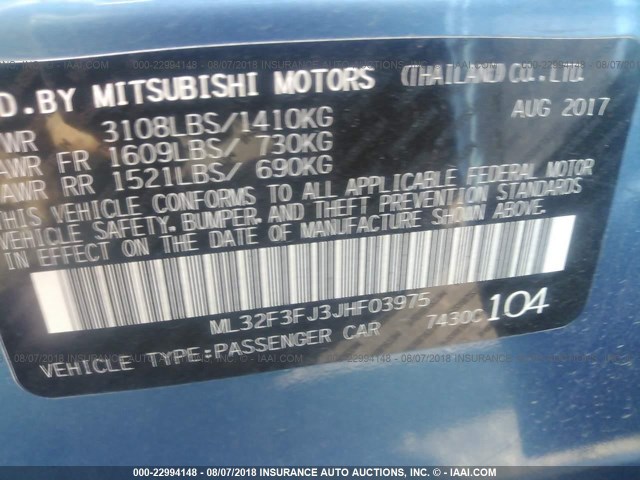 D.BY MITSUBISHI MOTORS (THAILAND) CO., LTD.
AUG 2017
WR 3108LBS/1410KG
AWR FR 1609LBS/ 730KG
AWR RR 1521LBS/ 690KG
THIS VEHICLE CONFORMS TO ALL APPLICABLE FEDERAL MOTOR
VEHICLE SAFETY, BUMPER, AND THEFT PREVENTION STANDARDS
IN EFFECT ON THE DATE OF MANUFACTURE SHOWN ABOVE.
ML32F3FJ3JHF03975
7430C 104
VEHICLE TYPE:PASSENGER CAR
000-22994148 - 08/07/2018 INSURANCE AUTO AUCTIONS, INC. - © IAAI.COM